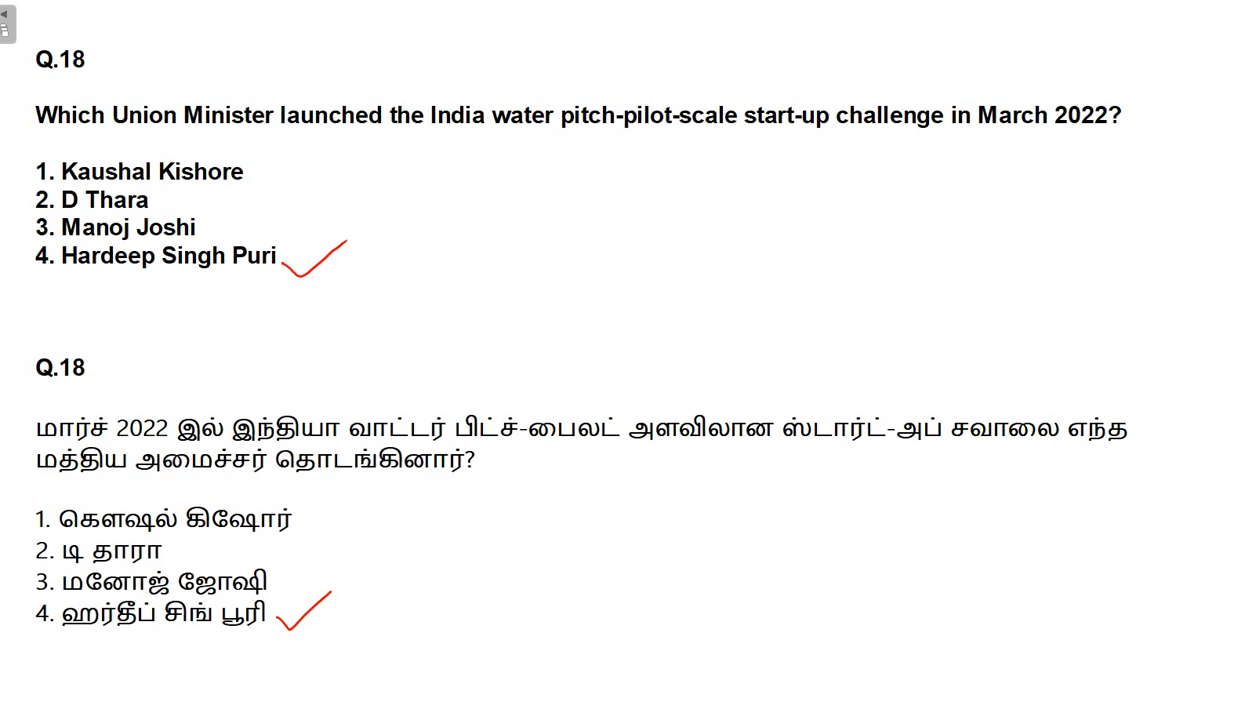 Q.18
Which Union Minister launched the India water pitch-pilot-scale start-up challenge in March 2022?
1. Kaushal Kishore
2. D Thara
3. Manoj Joshi
4. Hardeep Singh Puri
Q.18
மார்ச் 2022 இல் இந்தியா வாட்டர் பிட்ச்-பைலட் அளவிலான ஸ்டார்ட்-அப் சவாலை எந்த
மத்திய அமைச்சர் தொடங்கினார்?
1. கௌஷல் கிஷோர்
2. டி தாரா
3. மனோஜ் ஜோஷி
4. ஹர்தீப் சிங் பூரி